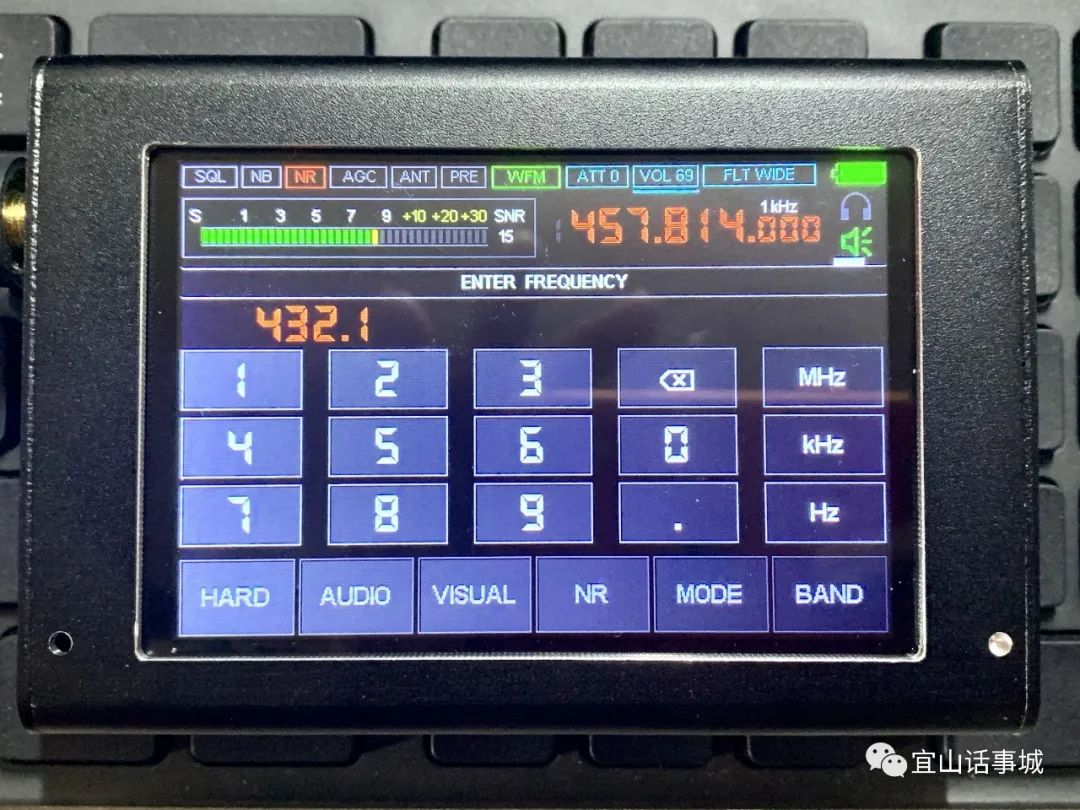 SQL NB NR AGC ANT PRE WFM ATT 0 VOL 69 FLT WIDE
S 1 3 5 7 9 +10 +20 +30 SNR
15
1kHz
457.814.000
ENTER FREQUENCY
432.1
1 2 3 MHz
4 5 6 0 kHz
7 8 9 . Hz
HARD AUDIO VISUAL NR MODE BAND
宜山话事城